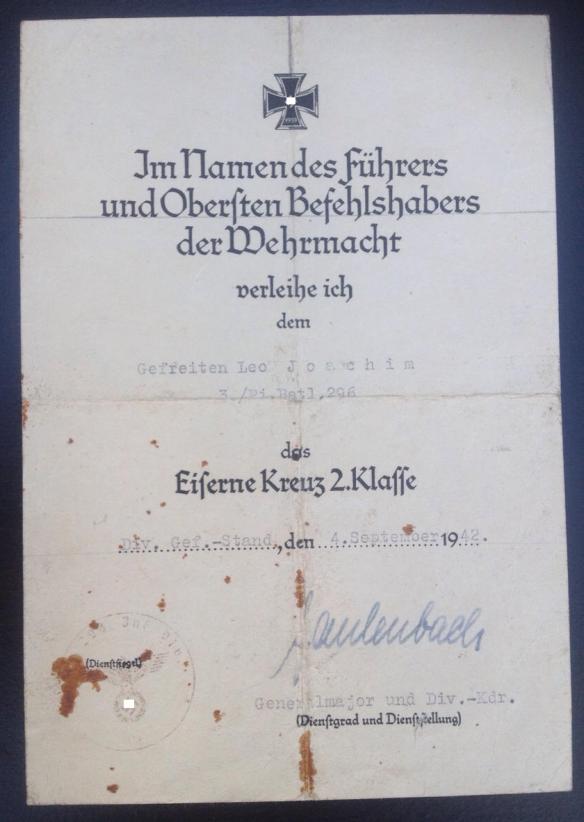 Im Namen des Führers
und Oberſten Befehlshabers
der Wehrmacht
verleihe ich
dem
Gefreiten Leo J o a c h i m
3./Pi.Batl.296
das
Eiſerne Kreuz 2.Klaſſe
Div. Gef.-Stand, den 4.September 1942.
(Dienſtſiegel)
Generalmajor und Div.-Kdr.
(Dienſtgrad und Dienſtſtellung)